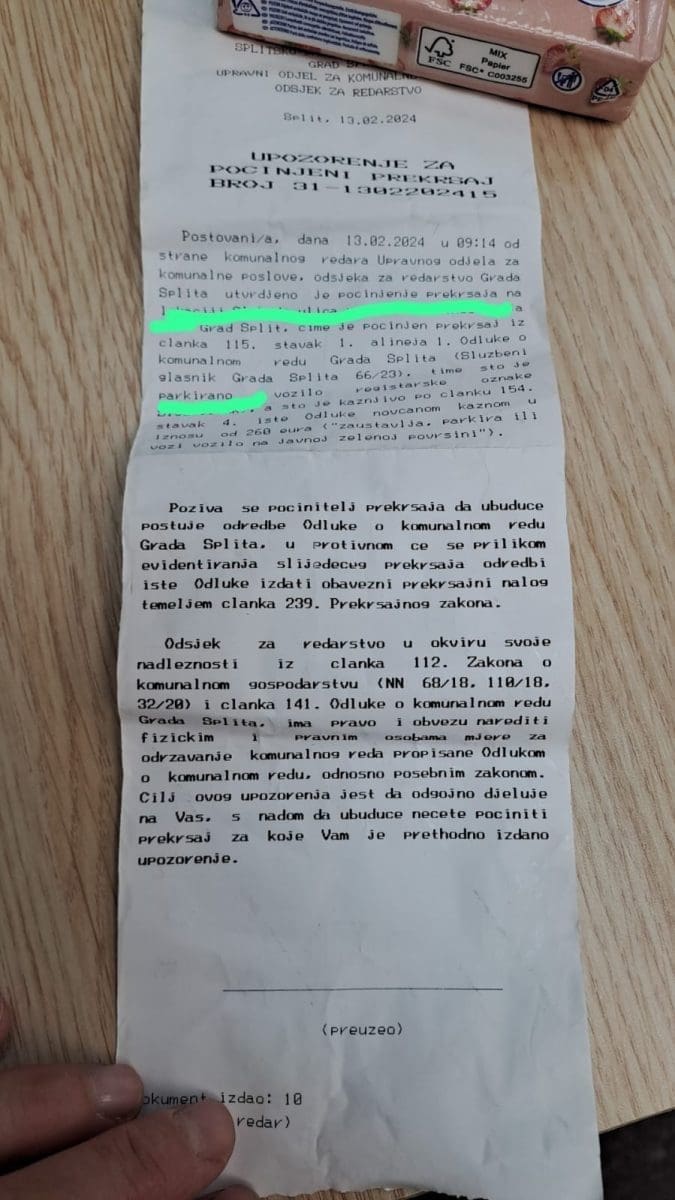 MIX
Papier
FSC
FSC® C003255
GRAD
UPRAVNI ODJEL ZA
ODSJEK ZA REDARSTVO
Split, 13.02.2024
UPOZORENJE ZA
POCINJENI PREKRSAJ
BROJ 31-1302202415
Postovani/a, dana 13.02.2024 u 09:14 od
strane komunalnog redara Upravnog odjela za
komunalne poslove, odsjeka za redarstvo Grada
Splita utvrdjeno je pocinjenje prekrsaja na
a
Grad Split, cime je pocinjen prekrsaj iz
clanka 115. stavak 1. alineja 1. Odluke o
komunalnom redu Grada Splita (Sluzbeni
glasnik Grada Splita 66/23), time sto je
parkirano vozilo registarske oznake
, a sto je kaznjivo po clanku 154.
stavak 4. iste Odluke novcanom kaznom u
iznosu od 260 eura ("zaustavlja, parkira ili
vozi vozilo na javnoj zelenoj povrsini").
Poziva se pocinitelj prekrsaja da ubuduce
postuje odredbe Odluke o komunalnom redu
Grada Splita, u protivnom ce se prilikom
evidentiranja slijedeceg prekrsaja odredbi
iste Odluke izdati obavezni prekrsajni nalog
temeljem clanka 239. Prekrsajnog zakona.
Odsjek za redarstvo u okviru svoje
nadleznosti iz clanka 112. Zakona o
komunalnom gospodarstvu (NN 68/18, 110/18,
32/20) i clanka 141. Odluke o komunalnom redu
Grada Splita, ima pravo i obvezu narediti
fizickim i pravnim osobama mjere za
odrzavanje komunalnog reda propisane Odlukom
o komunalnom redu, odnosno posebnim zakonom.
Cilj ovog upozorenja jest da odgojno djeluje
na Vas, s nadom da ubuduce necete pociniti
prekrsaj za koje Vam je prethodno izdano
upozorenje.
(preuzeo)
okument izdao: 10
redar)